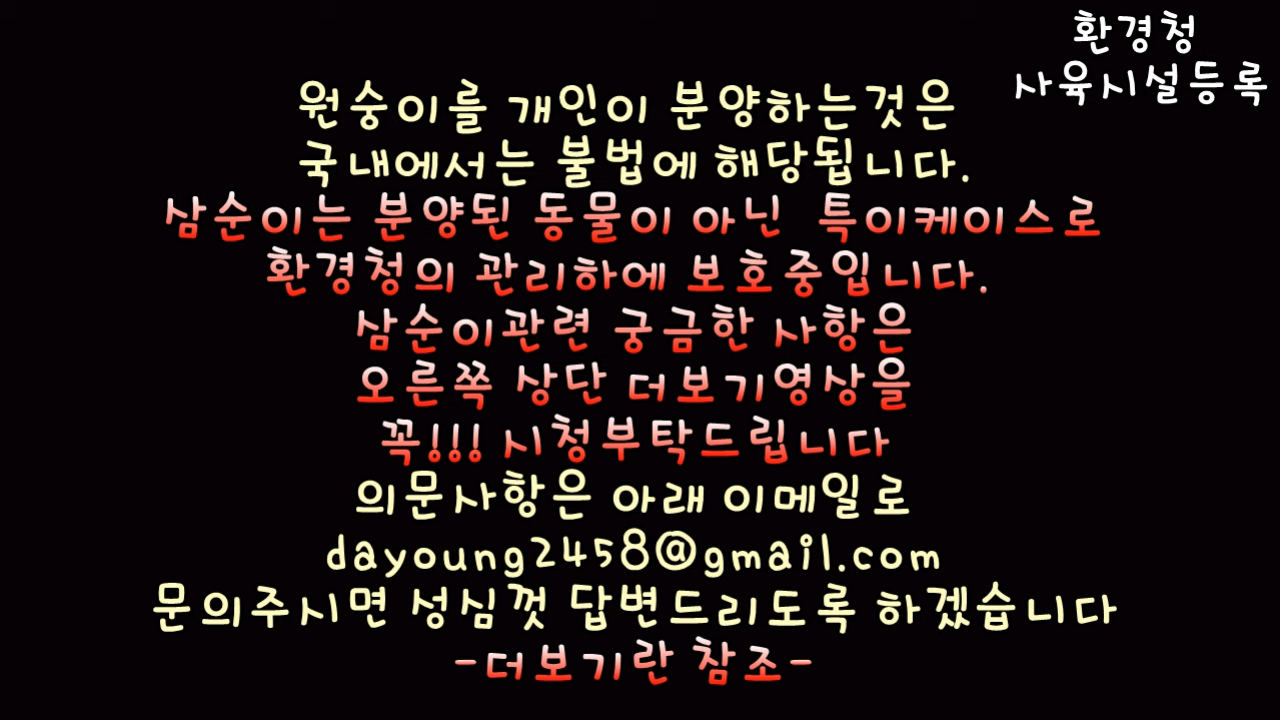 환경청
사육시설등록
원숭이를 개인이 분양하는것은
국내에서는 불법에 해당됩니다.
삼순이는 분양된 동물이 아닌 특이케이스로
환경청의 관리하에 보호중입니다.
삼순이관련 궁금한 사항은
오른쪽 상단 더보기영상을
꼭!!! 시청부탁드립니다
의문사항은 아래 이메일로
dayoung2458@gmail.com
문의주시면 성심껏 답변드리도록 하겠습니다
-더보기란 참조-